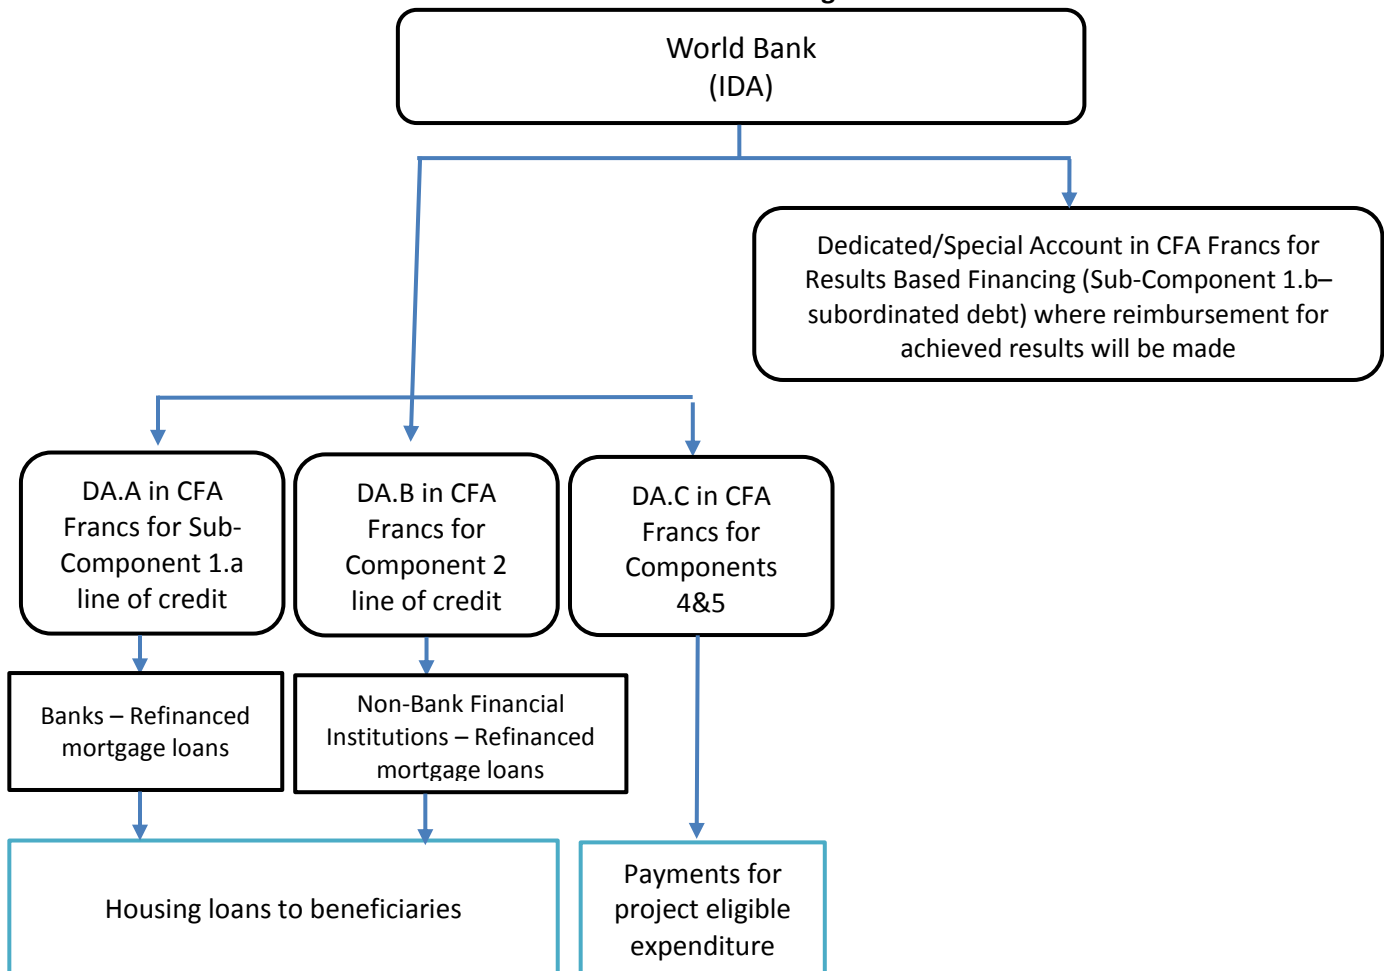 World Bank
(IDA)
Dedicated/Special Account in CFA Francs for
Results Based Financing (Sub-Component 1.b–
subordinated debt) where reimbursement for
achieved results will be made
DA.A in CFA
Francs for Sub-
Component 1.a
line of credit
DA.B in CFA
Francs for
Component 2
line of credit
DA.C in CFA
Francs for
Components
4&5
Banks – Refinanced
mortgage loans
Non-Bank Financial
Institutions – Refinanced
mortgage loans
Housing loans to beneficiaries
Payments for
project eligible
expenditure